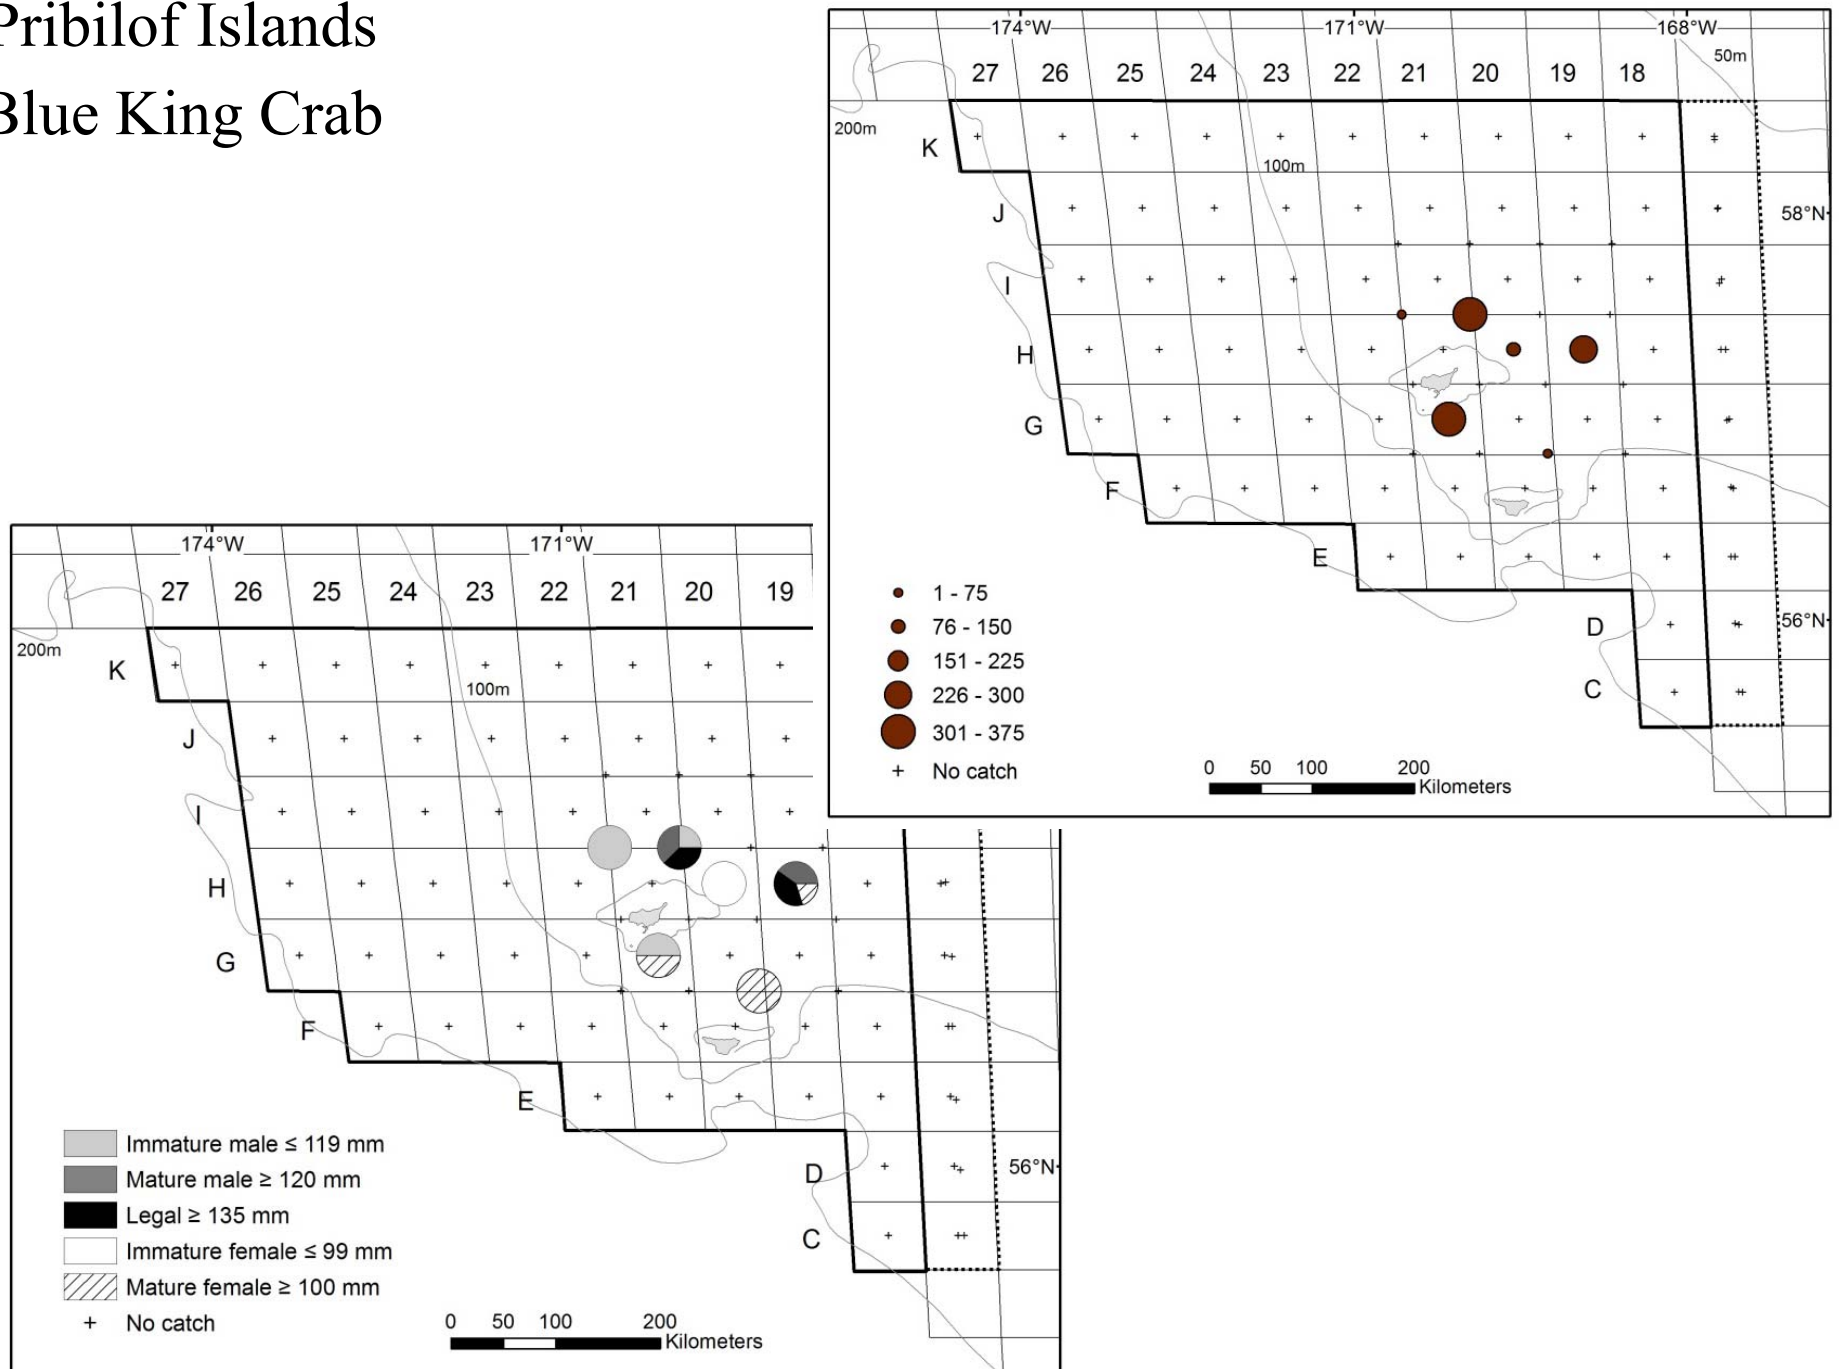 Pribilof Islands
Blue King Crab
174°W 171°W 168°W
50m
27 26 25 24 23 22 21 20 19 18
200m
K
100m
J
58°N
I
H
G
F
E
D
56°N
C
1 - 75
76 - 150
151 - 225
226 - 300
301 - 375
+ No catch
0 50 100 200
Kilometers
174°W 171°W
27 26 25 24 23 22 21 20 19
200m
K
100m
J
I
H
G
F
E
D
56°N
C
Immature male ≤ 119 mm
Mature male ≥ 120 mm
Legal ≥ 135 mm
Immature female ≤ 99 mm
Mature female ≥ 100 mm
+ No catch
0 50 100 200
Kilometers